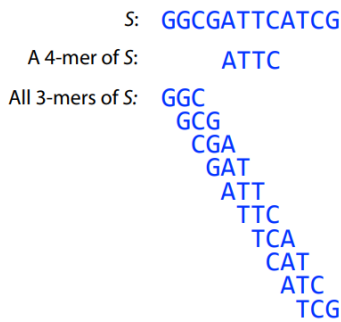 S: GGCGATTCATCG
A 4-mer of S: ATTC
All 3-mers of S: GGC
GCG
CGA
GAT
ATT
TTC
TCA
CAT
ATC
TCG